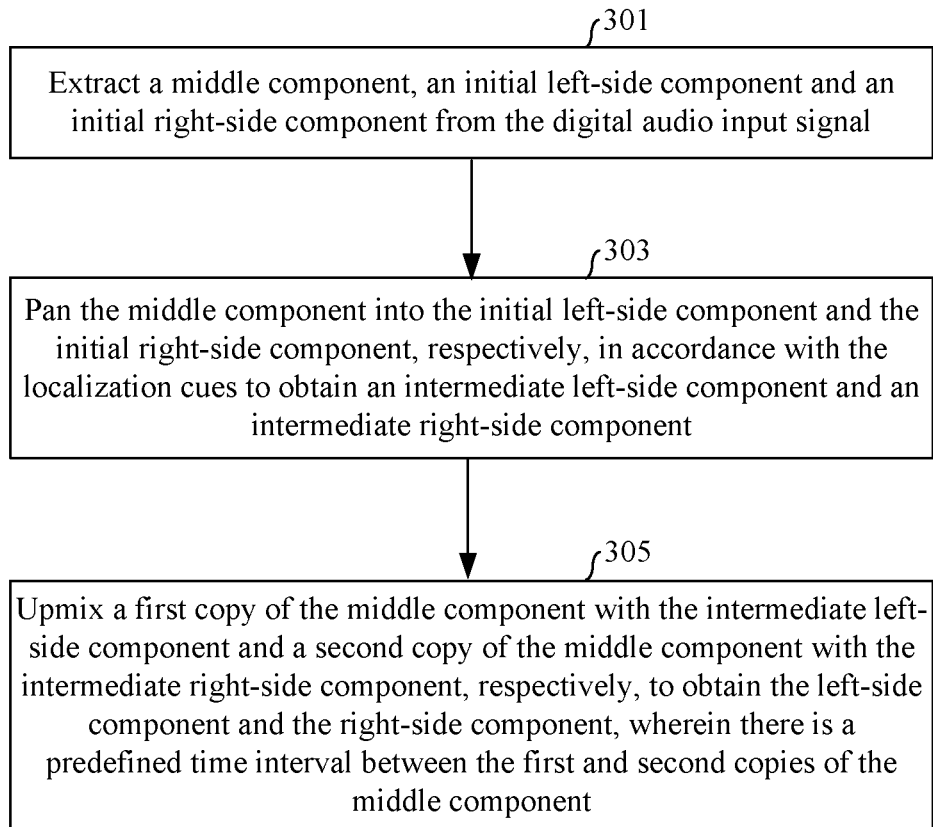 301
Extract a middle component, an initial left-side component and an
initial right-side component from the digital audio input signal
303
Pan the middle component into the initial left-side component and the
initial right-side component, respectively, in accordance with the
localization cues to obtain an intermediate left-side component and an
intermediate right-side component
305
Upmix a first copy of the middle component with the intermediate left-
side component and a second copy of the middle component with the
intermediate right-side component, respectively, to obtain the left-side
component and the right-side component, wherein there is a
predefined time interval between the first and second copies of the
middle component